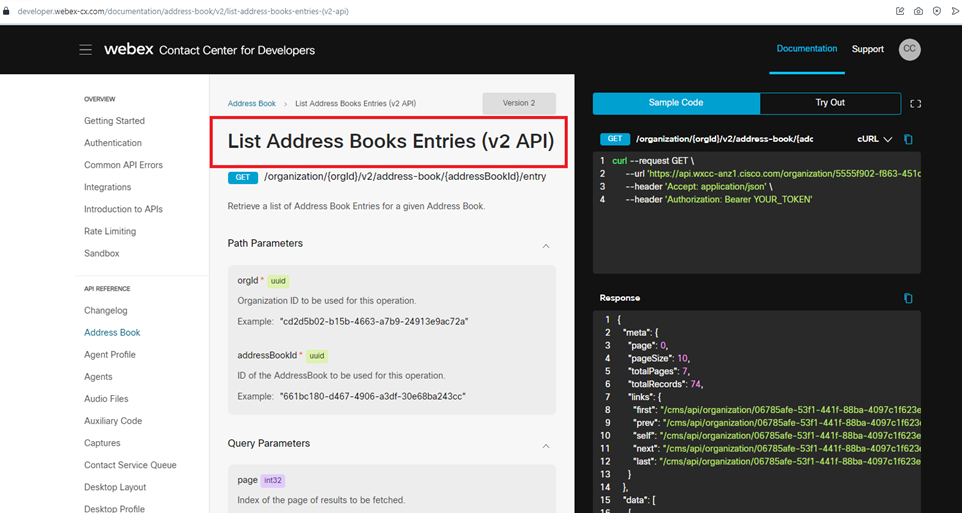 developer.webex-cx.com/documentation/address-book/v2/list-address-books-entries-(v2-api)
webex Contact Center for Developers
Documentation
Support
CC
OVERVIEW
Getting Started
Authentication
Common API Errors
Integrations
Introduction to APIs
Rate Limiting
Sandbox
API REFERENCE
Changelog
Address Book
Agent Profile
Agents
Audio Files
Auxiliary Code
Captures
Contact Service Queue
Desktop Layout
Desktop Profile
Address Book › List Address Books Entries (v2 API)
Version 2
List Address Books Entries (v2 API)
GET /organization/{orgId}/v2/address-book/{addressBookId}/entry
Retrieve a list of Address Book Entries for a given Address Book.
Path Parameters
orgId * uuid
Organization ID to be used for this operation.
Example: "cd2d5b02-b15b-4663-a7b9-24913e9ac72a"
addressBookId * uuid
ID of the AddressBook to be used for this operation.
Example: "661bc180-d467-4906-a3df-30e68ba243cc"
Query Parameters
page int32
Index of the page of results to be fetched.
Sample Code
Try Out
GET /organization/{orgId}/v2/address-book/{adc
cURL
1 curl --request GET \
2 --url 'https://api.wxcc-anz1.cisco.com/organization/5555f902-f863-451c
3 --header 'Accept: application/json' \
4 --header 'Authorization: Bearer YOUR_TOKEN'
Response
1 {
2 "meta": {
3 "page": 0,
4 "pageSize": 10,
5 "totalPages": 7,
6 "totalRecords": 74,
7 "links": {
8 "first": "/cms/api/organization/06785afe-53f1-441f-88ba-4097c1f623e
9 "prev": "/cms/api/organization/06785afe-53f1-441f-88ba-4097c1f623e
10 "self": "/cms/api/organization/06785afe-53f1-441f-88ba-4097c1f623e
11 "next": "/cms/api/organization/06785afe-53f1-441f-88ba-4097c1f623e
12 "last": "/cms/api/organization/06785afe-53f1-441f-88ba-4097c1f623e
13 }
14 },
15 "data": [
16 {